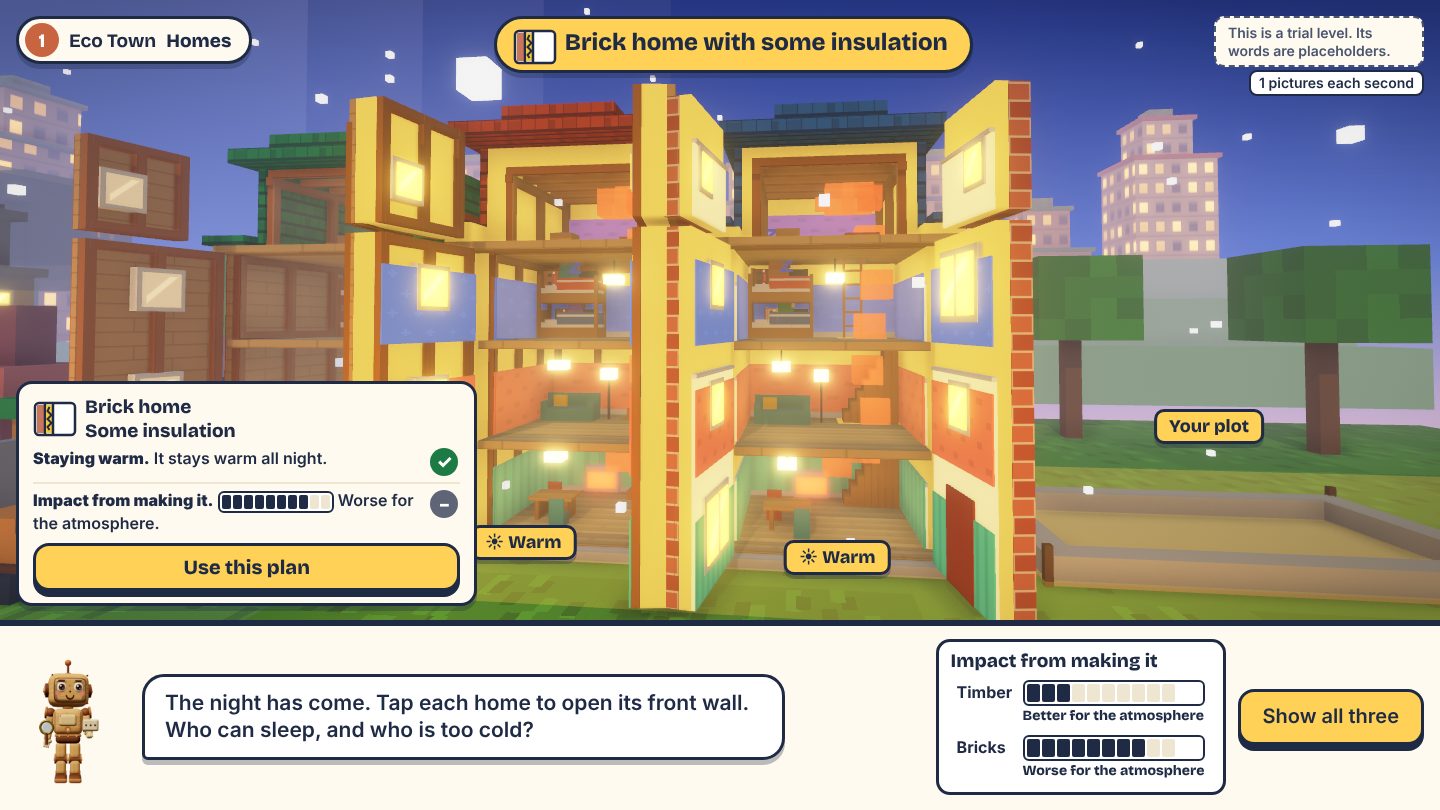 1 Eco Town Homes
Brick home with some insulation
This is a trial level. Its
words are placeholders.
1 pictures each second
Your plot
Brick home
Some insulation
Staying warm. It stays warm all night.
Impact from making it. Worse for
the atmosphere.
Use this plan
Warm
Warm
The night has come. Tap each home to open its front wall.
Who can sleep, and who is too cold?
Impact from making it
Timber
Better for the atmosphere
Bricks
Worse for the atmosphere
Show all three